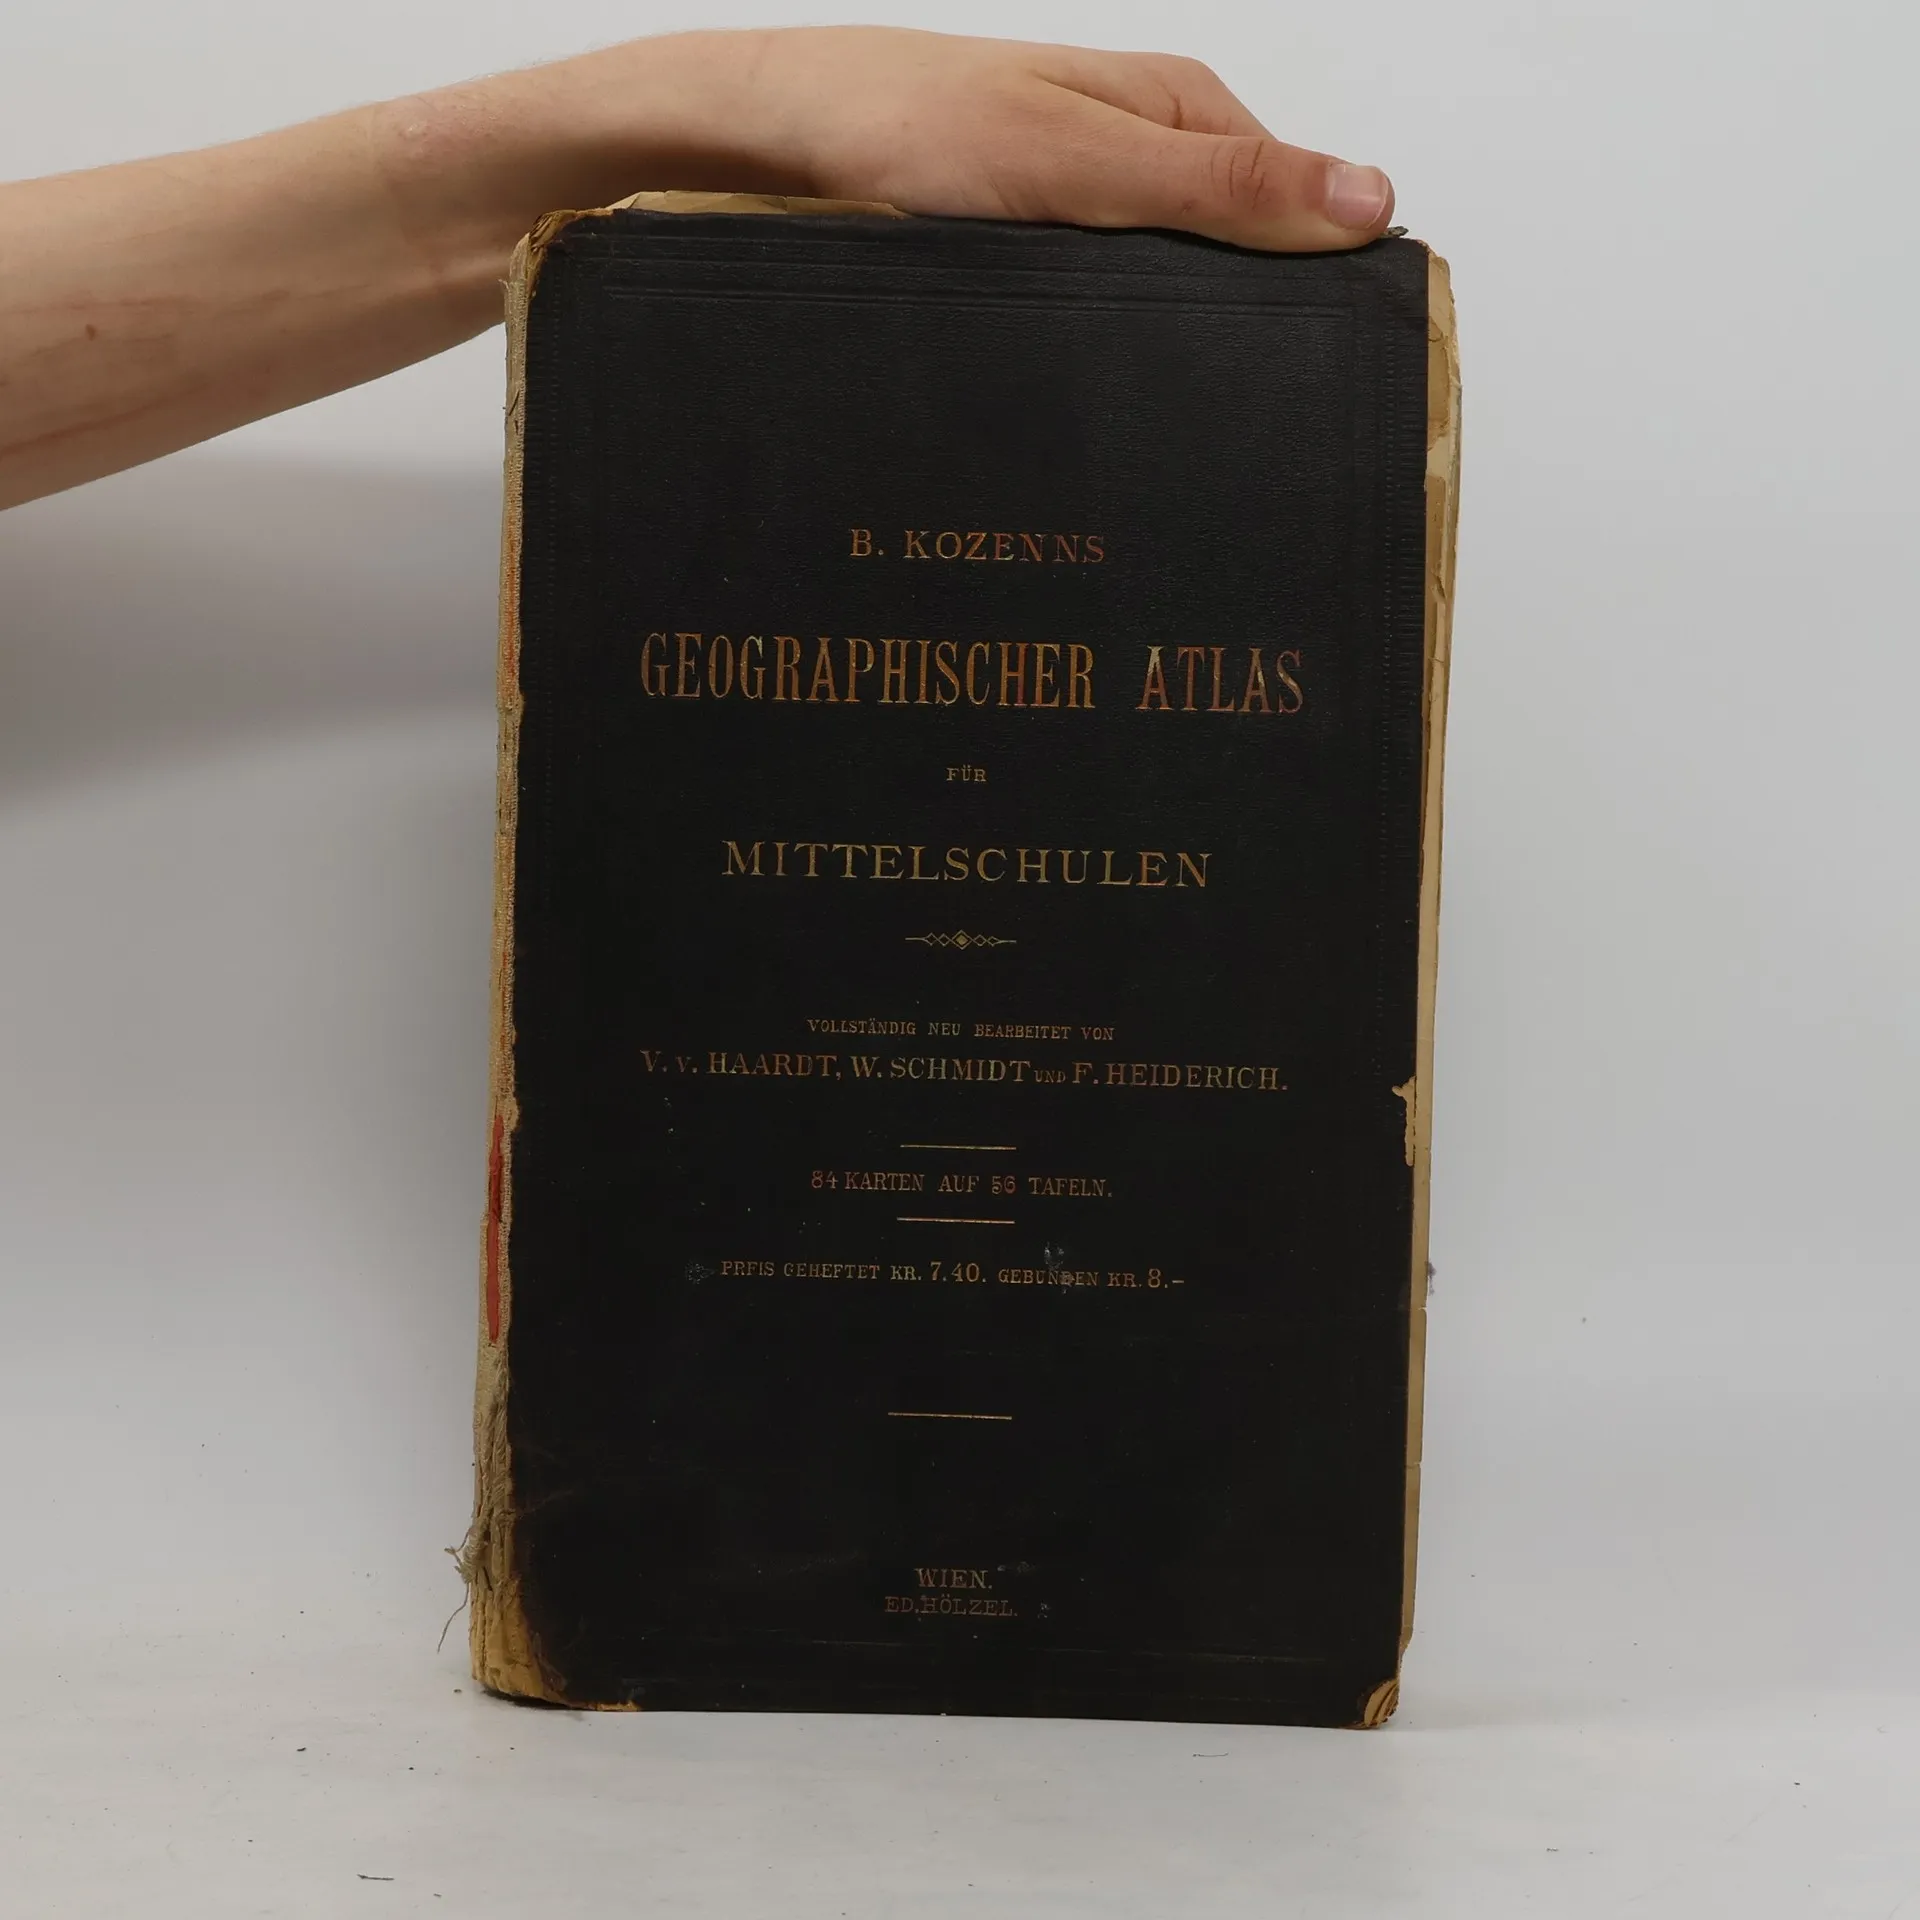 B. KOZENNS
GEOGRAPHISCHER ATLAS
FÜR
MITTELSCHULEN
VOLLSTÄNDIG NEU BEARBEITET VON
V. v. HAARDT, W. SCHMIDT UND F. HEIDERICH.
84 KARTEN AUF 56 TAFELN.
PREIS GEHEFTET KR. 7.40. GEBUNDEN KR. 8.–
WIEN.
ED. HÖLZEL.